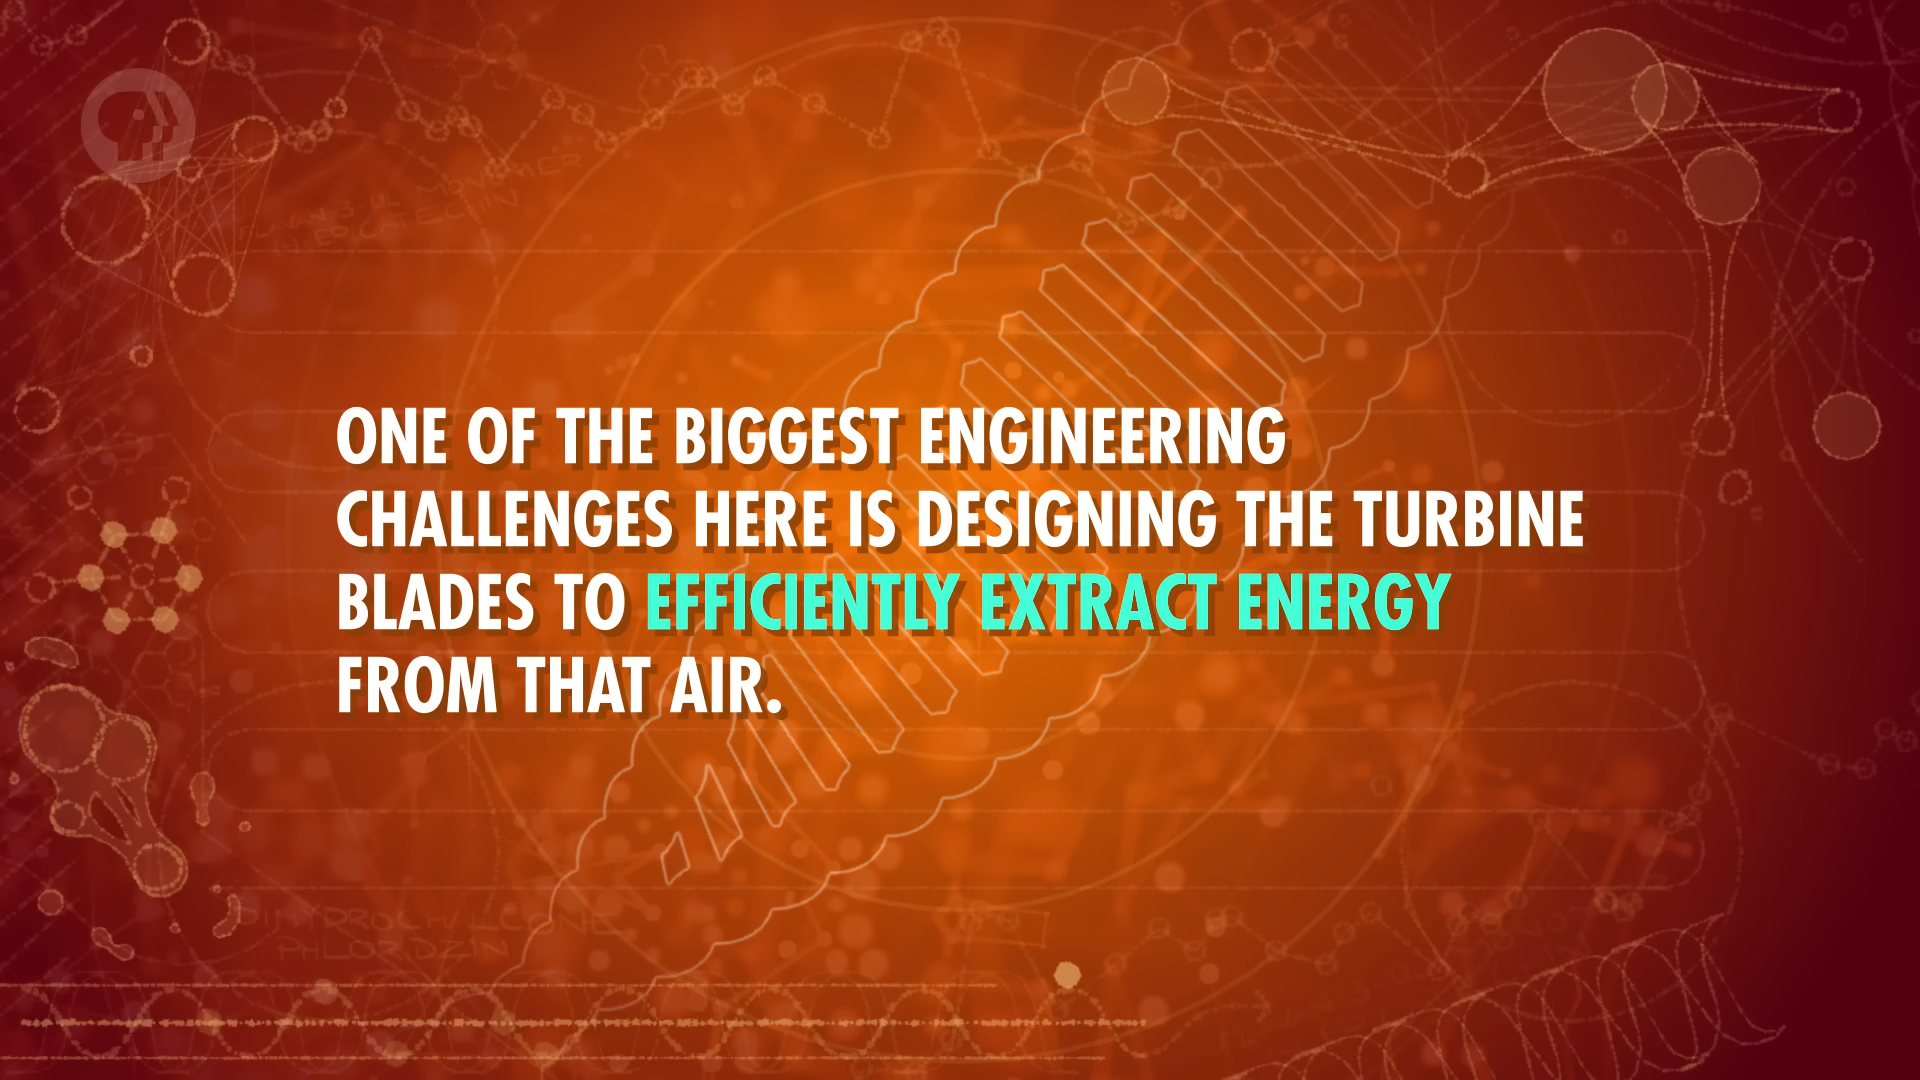 ONE OF THE BIGGEST ENGINEERING
CHALLENGES HERE IS DESIGNING THE TURBINE
BLADES TO EFFICIENTLY EXTRACT ENERGY
FROM THAT AIR.